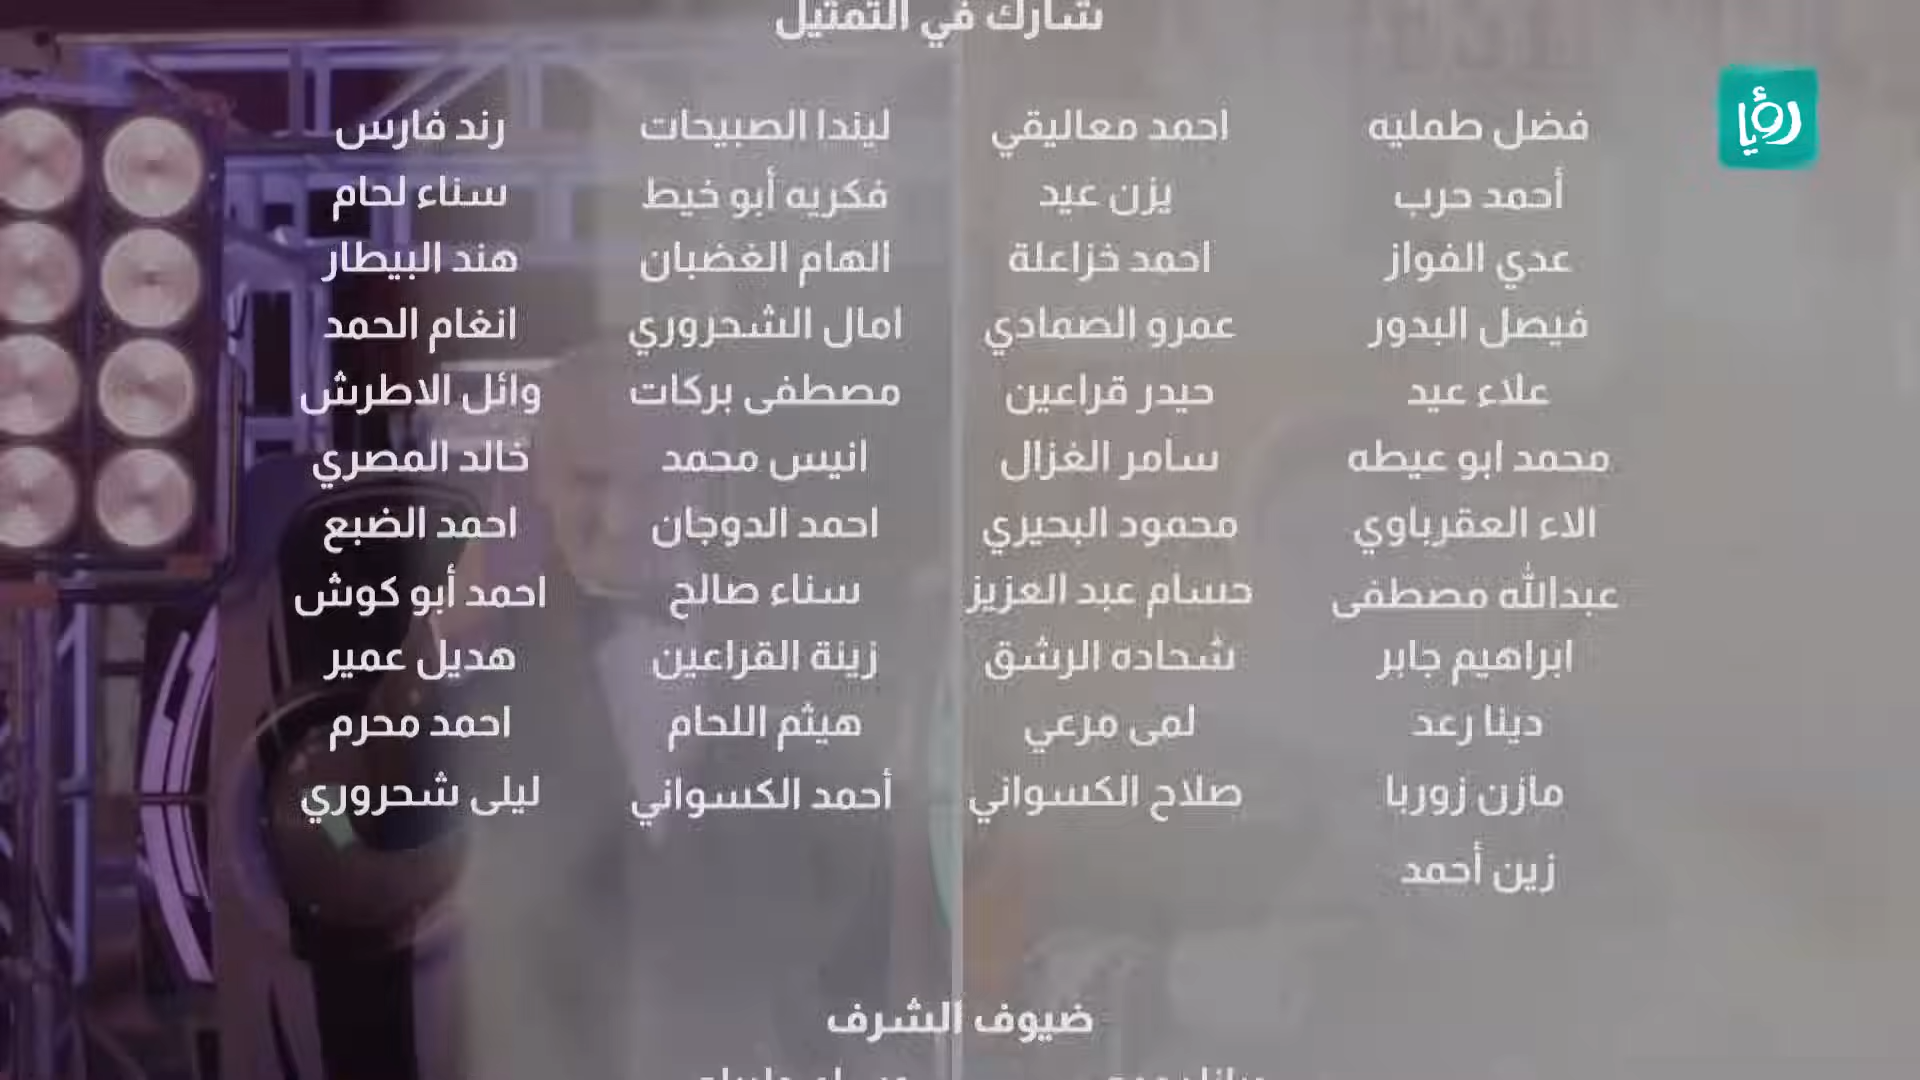 شارك في التمثيل
رؤيا
فضل طمليه احمد معاليقي ليندا الصبيحات رند فارس
أحمد حرب يزن عيد فكريه أبو خيط سناء لحام
عدي الفواز احمد خزاعلة الهام الغضبان هند البيطار
فيصل البدور عمرو الصمادي امال الشحروري انغام الحمد
علاء عيد حيدر قراعين مصطفى بركات وائل الاطرش
محمد ابو عيطه سامر الغزال انيس محمد خالد المصري
الاء العقرباوي محمود البحيري احمد الدوجان احمد الضبع
عبدالله مصطفى حسام عبد العزيز سناء صالح احمد أبو كوش
ابراهيم جابر شحاده الرشق زينة القراعين هديل عمير
دينا رعد لمى مرعي هيثم اللحام احمد محرم
مازن زوربا صلاح الكسواني أحمد الكسواني ليلى شحروري
زين أحمد
ضيوف الشرف